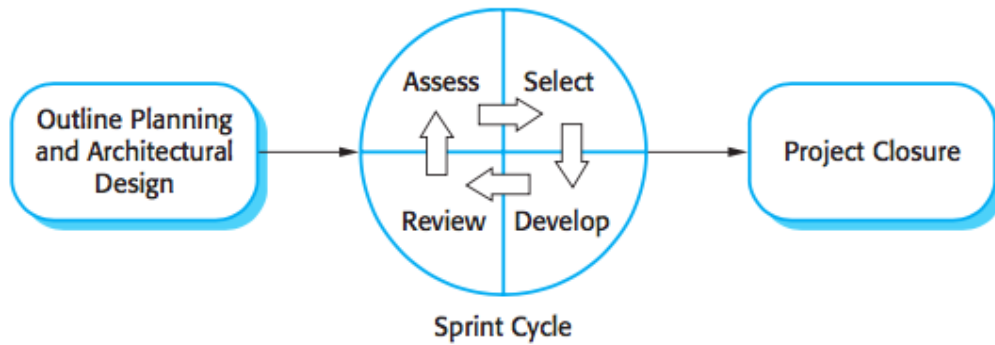 Outline Planning
and Architectural
Design
Assess
Select
Review
Develop
Sprint Cycle
Project Closure